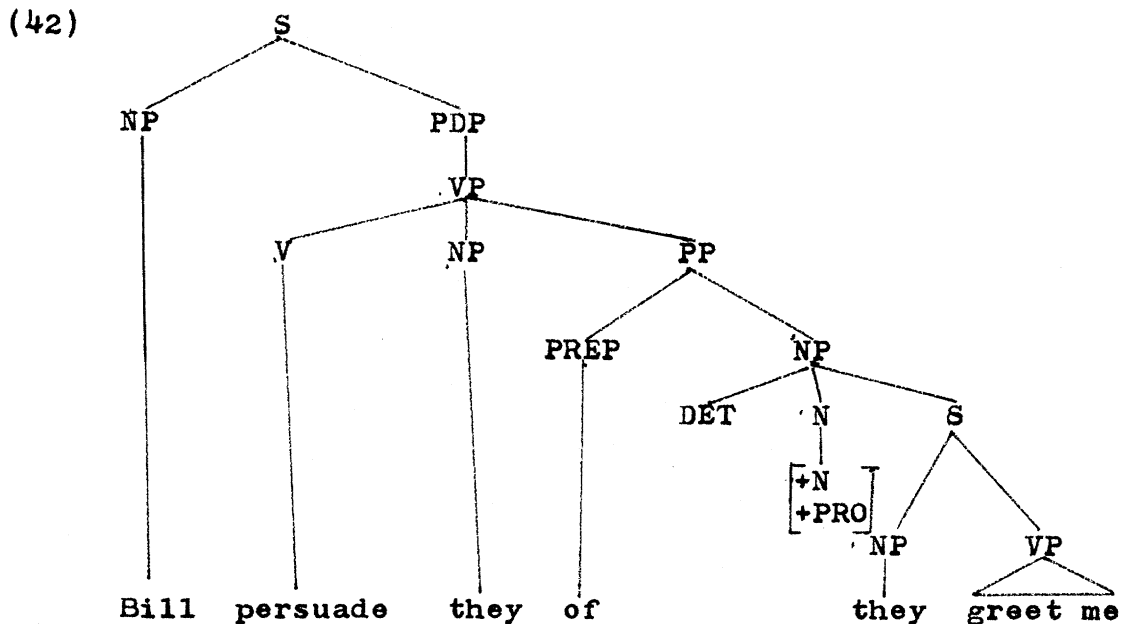 (42)
S
NP PDP
VP
V NP PP
PREP NP
DET N S
+N
+PRO
NP VP
Bill persuade they of they greet me